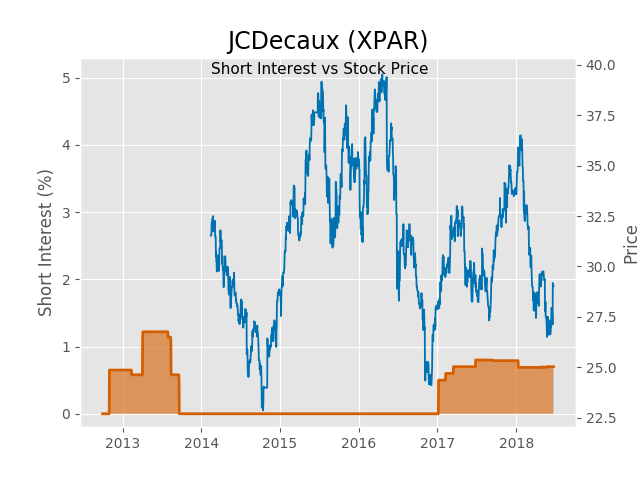 JCDecaux (XPAR)
Short Interest vs Stock Price
Short Interest (%)
5
4
3
2
1
0
40.0
37.5
35.0
32.5
30.0
27.5
25.0
22.5
Price
2013 2014 2015 2016 2017 2018